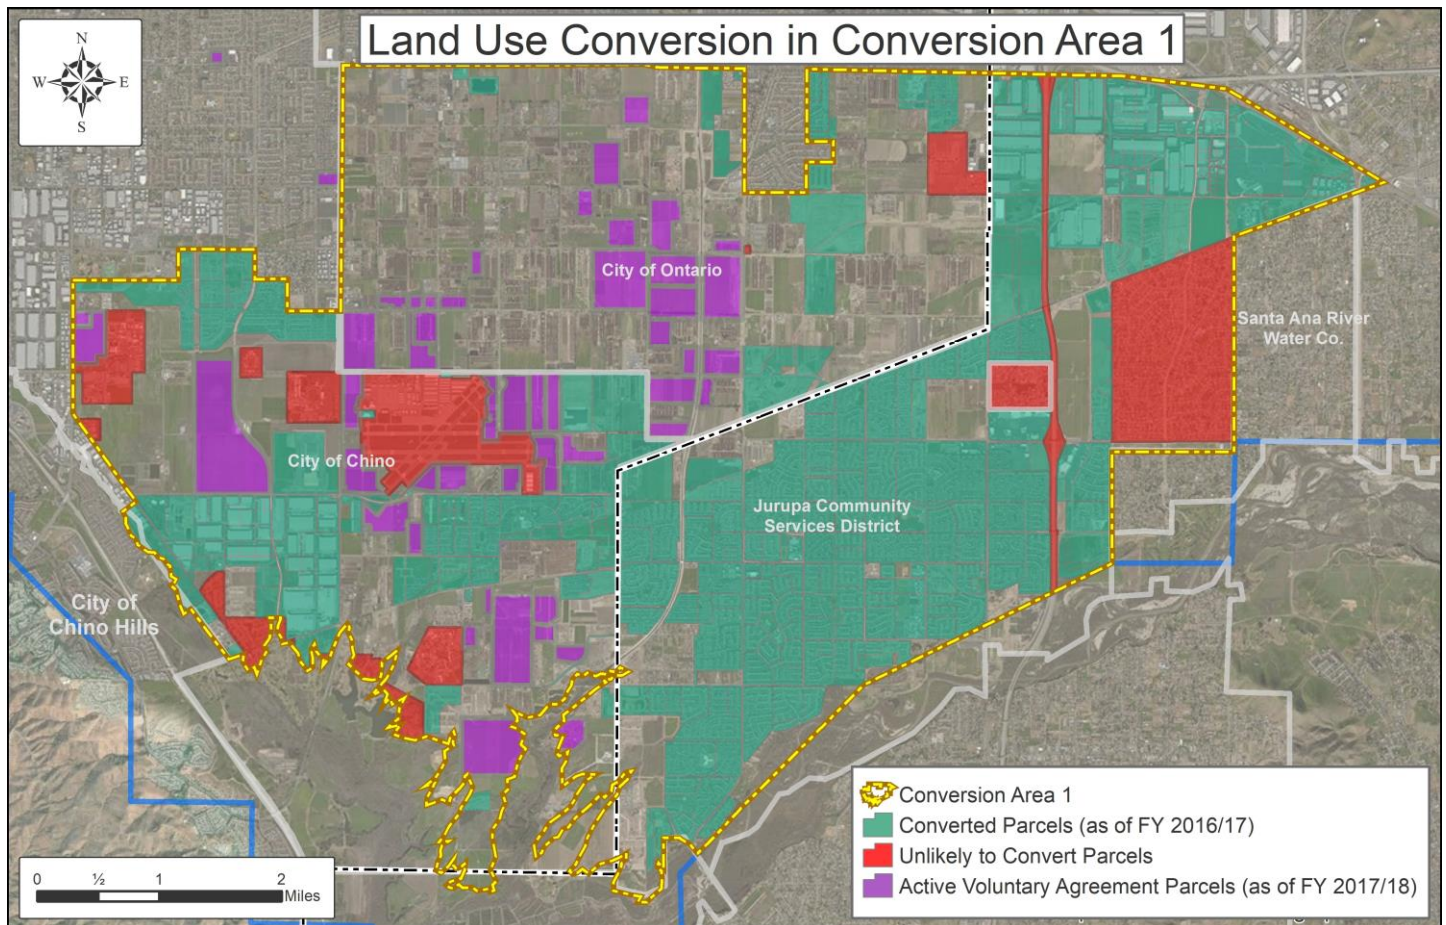 Land Use Conversion in Conversion Area 1
N
W
E
S
City of Ontario
Santa Ana River
Water Co.
City of Chino
Jurupa Community
Services District
City of
Chino Hills
Conversion Area 1
Converted Parcels (as of FY 2016/17)
Unlikely to Convert Parcels
Active Voluntary Agreement Parcels (as of FY 2017/18)
0 ½ 1 2
Miles